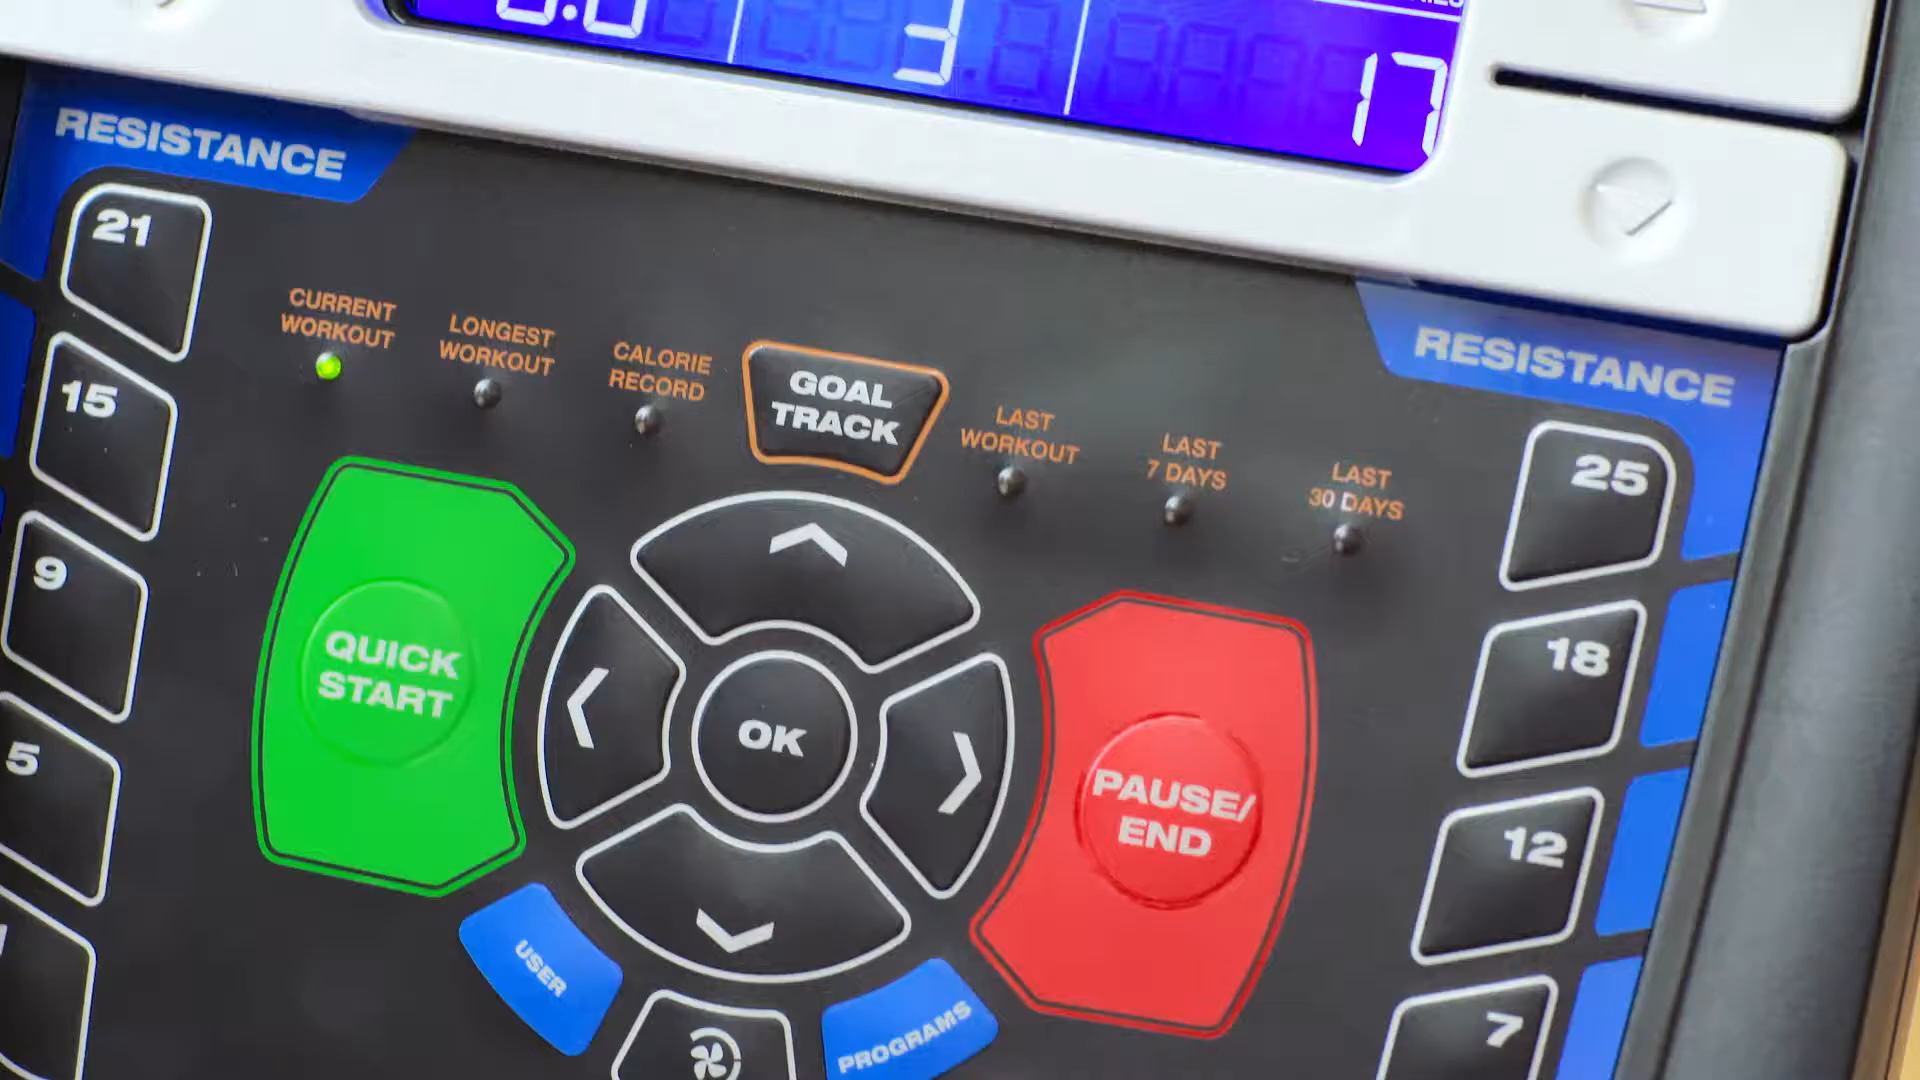 3
17
RESISTANCE
21
15
9
5
CURRENT
WORKOUT
LONGEST
WORKOUT
CALORIE
RECORD
GOAL
TRACK
LAST
WORKOUT
LAST
7 DAYS
LAST
30 DAYS
QUICK
START
OK
PAUSE/
END
USER
PROGRAMS
RESISTANCE
25
18
12
7